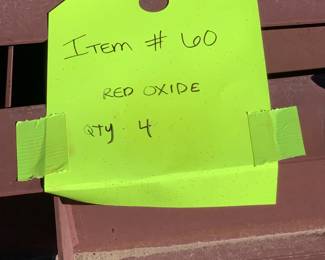 ITEM # 60
RED OXIDE
QTY 4